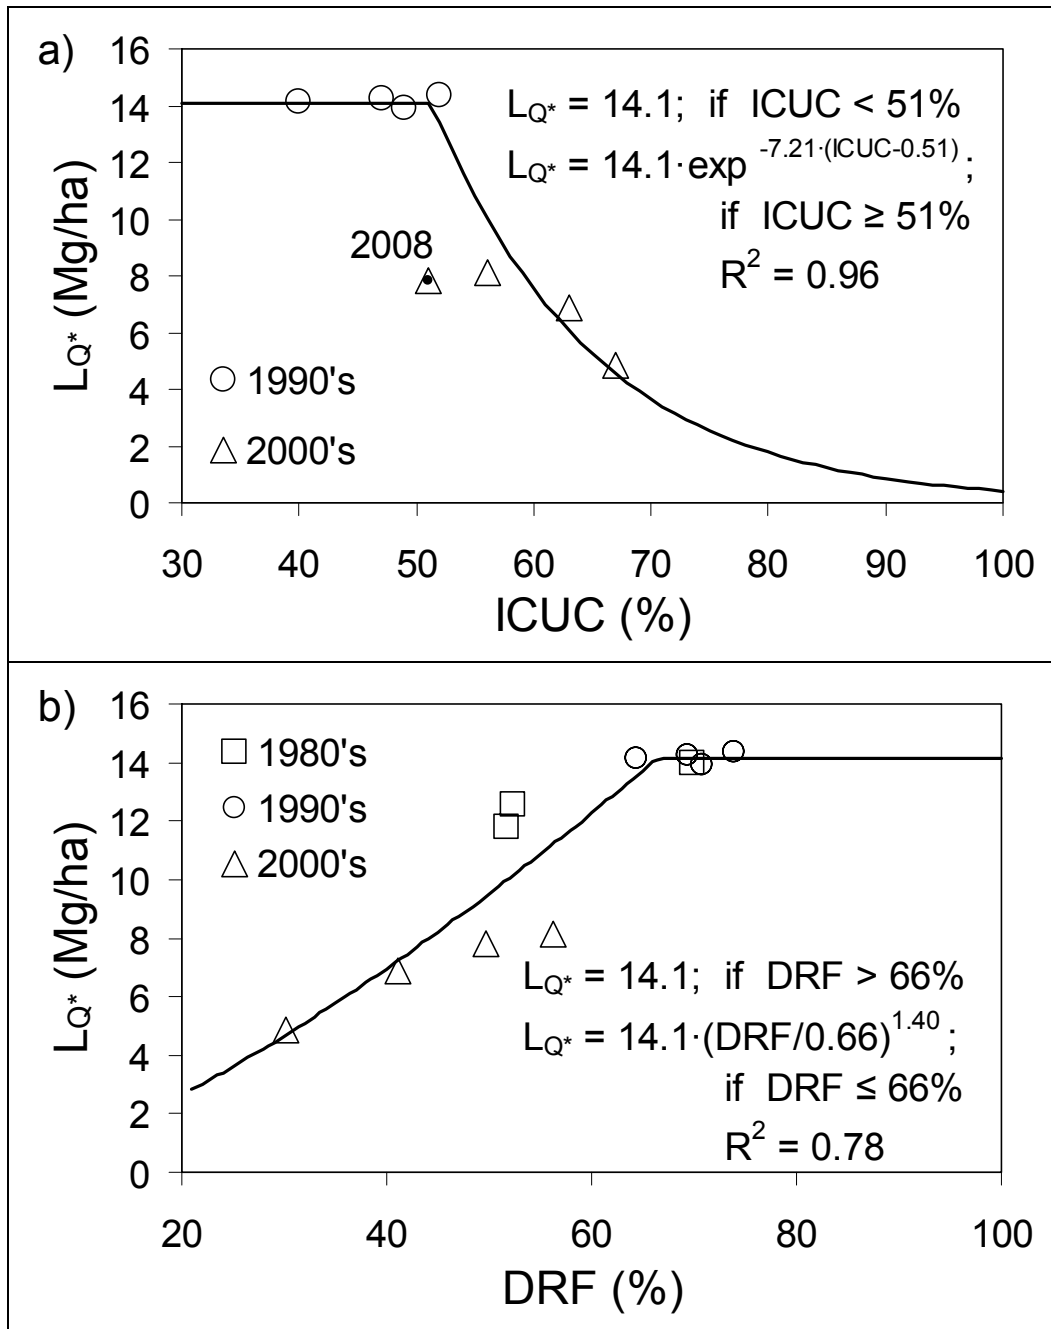 a)
16
14
12
10
8
6
4
2
0
L_Q* (Mg/ha)
L_Q* = 14.1; if ICUC < 51%
L_Q* = 14.1·exp ^-7.21·(ICUC-0.51) ;
if ICUC ≥ 51%
R² = 0.96
2008
1990's
2000's
30 40 50 60 70 80 90 100
ICUC (%)
b)
16
14
12
10
8
6
4
2
0
L_Q* (Mg/ha)
1980's
1990's
2000's
L_Q* = 14.1; if DRF > 66%
L_Q* = 14.1·(DRF/0.66)^1.40 ;
if DRF ≤ 66%
R² = 0.78
20 40 60 80 100
DRF (%)